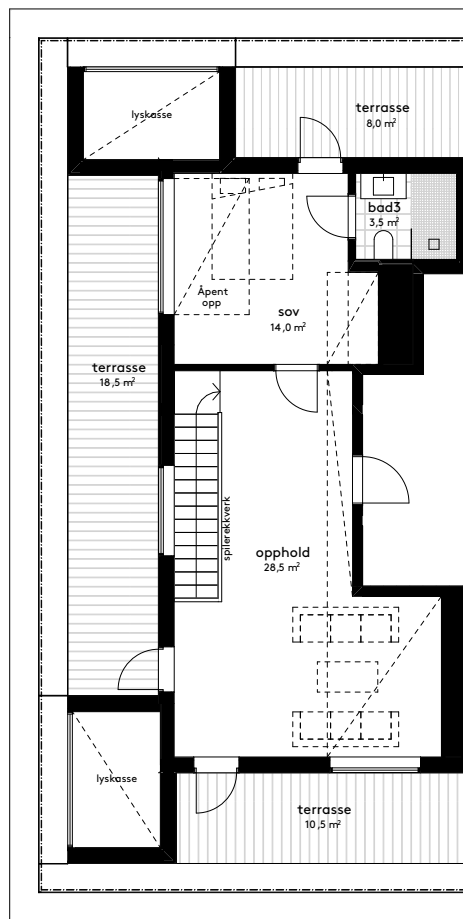 terrasse
8,0 m²
lyskasse
bad3
3,5 m²
Åpent
opp
sov
14,0 m²
terrasse
18,5 m²
spilerekkverk
opphold
28,5 m²
lyskasse
terrasse
10,5 m²